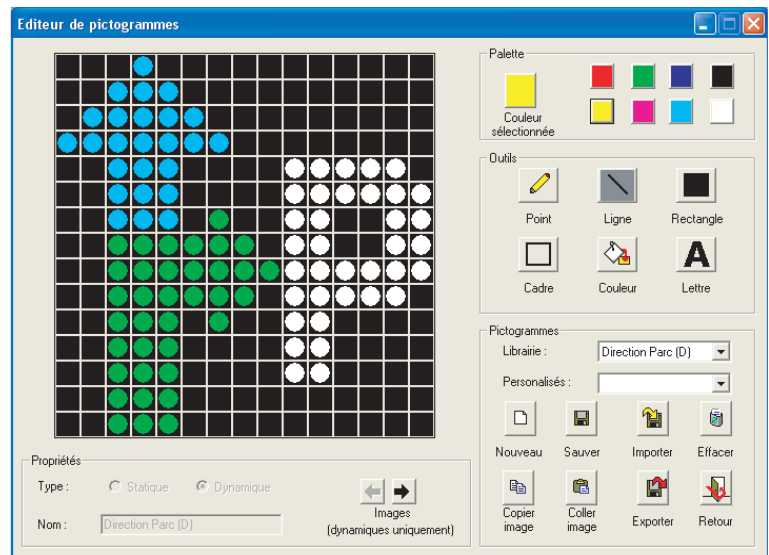 Editeur de pictogrammes
Palette
Couleur
sélectionnée
Outils
Point
Ligne
Rectangle
A
Cadre
Couleur
Lettre
Pictogrammes
Librairie :
Direction Parc (D)
Personalisés :
Nouveau
Sauver
Importer
Effacer
Copier
image
Coller
image
Exporter
Retour
Propriétés
Type :
Statique
Dynamique
Nom :
Direction Parc (D)
Images
(dynamiques uniquement)